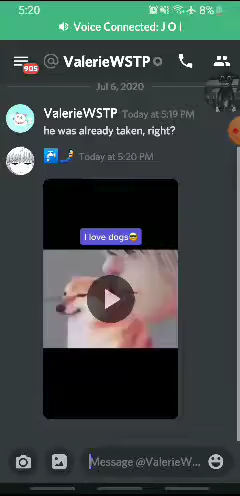 5:20
8%
Voice Connected: J O I
905
@ ValerieWSTP
Jul 6, 2020
ValerieWSTP Today at 5:19 PM
he was already taken, right?
🚰🤳 Today at 5:20 PM
I love dogs😎
Message @ValerieW...